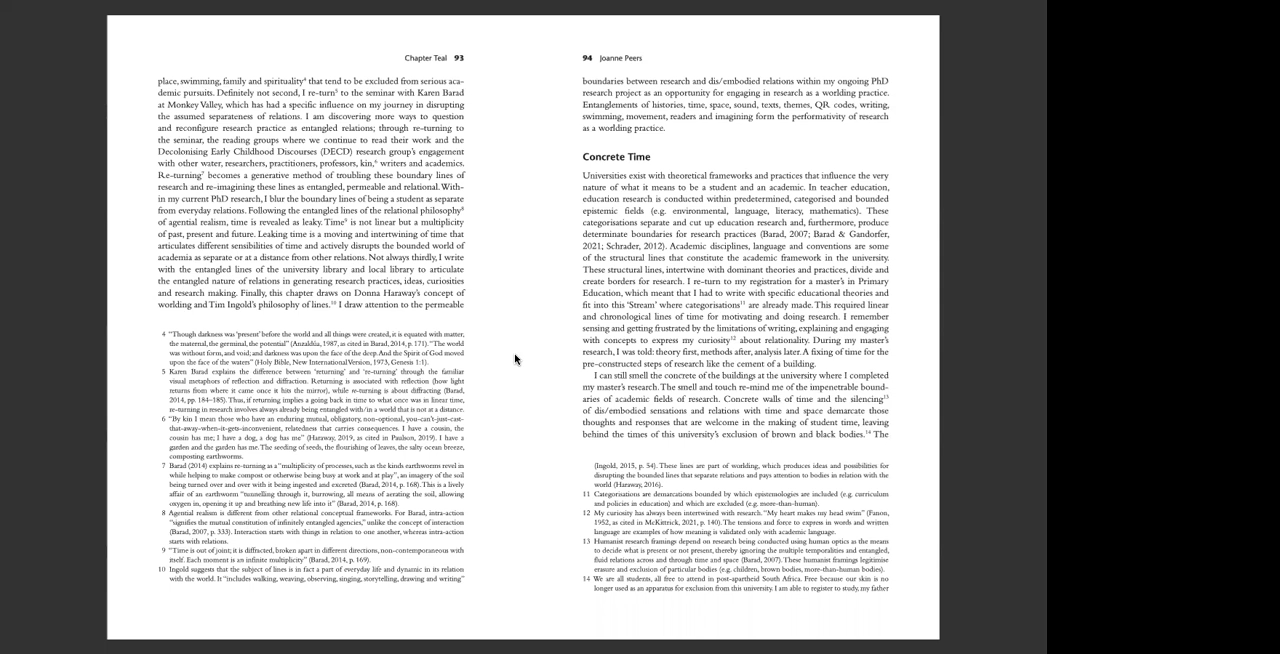 Chapter Teal 93
place, swimming, family and spirituality4 that tend to be excluded from serious aca-
demic pursuits. Definitely not second, I re-turn5 to the seminar with Karen Barad
at Monkey Valley, which has had a specific influence on my journey in disrupting
the assumed separateness of relations. I am discovering more ways to question
and reconfigure research practice as entangled relations; through re-turning to
the seminar, the reading groups where we continue to read their work and the
Decolonising Early Childhood Discourses (DECD) research group's engagement
with other water, researchers, practitioners, professors, kin,6 writers and academics.
Re-turning7 becomes a generative method of troubling these boundary lines of
research and re-imagining these lines as entangled, permeable and relational. With-
in my current PhD research, I blur the boundary lines of being a student as separate
from everyday relations. Following the entangled lines of the relational philosophy8
of agential realism, time is revealed as leaky. Time9 is not linear but a multiplicity
of past, present and future. Leaking time is a moving and intertwining of time that
articulates different sensibilities of time and actively disrupts the bounded world of
academia as separate or at a distance from other relations. Not always thirdly, I write
with the entangled lines of the university library and local library to articulate
the entangled nature of relations in generating research practices, ideas, curiosities
and research making. Finally, this chapter draws on Donna Haraway's concept of
worlding and Tim Ingold's philosophy of lines.10 I draw attention to the permeable
4 “Though darkness was ‘present’ before the world and all things were created, it is equated with matter,
the maternal, the germinal, the potential” (Anzaldúa, 1987, as cited in Barad, 2014, p. 171). “The world
was without form, and void; and darkness was upon the face of the deep. And the Spirit of God moved
upon the face of the waters” (Holy Bible, New International Version, 1973, Genesis 1:1).
5 Karen Barad explains the difference between ‘returning’ and ‘re-turning’ through the familiar
visual metaphors of reflection and diffraction. Returning is associated with reflection (how light
returns from where it came once it hits the mirror), while re-turning is about diffracting (Barad,
2014, pp. 184–185). Thus, if returning implies a going back in time to what once was in linear time,
re-turning in research involves always already being entangled with/in a world that is not at a distance.
6 “By kin I mean those who have an enduring mutual, obligatory, non-optional, you-can't-just-cast-
that-away-when-it-gets-inconvenient, relatedness that carries consequences. I have a cousin, the
cousin has me; I have a dog, a dog has me” (Haraway, 2019, as cited in Paulson, 2019). I have a
garden and the garden has me. The seeding of seeds, the flourishing of leaves, the salty ocean breeze,
composting earthworms.
7 Barad (2014) explains re-turning as a “multiplicity of processes, such as the kinds earthworms revel in
while helping to make compost or otherwise being busy at work and at play”, an imagery of the soil
being turned over and over with it being ingested and excreted (Barad, 2014, p. 168). This is a lively
affair of an earthworm “tunnelling through it, burrowing, all means of aerating the soil, allowing
oxygen in, opening it up and breathing new life into it” (Barad, 2014, p. 168).
8 Agential realism is different from other relational conceptual frameworks. For Barad, intra-action
“signifies the mutual constitution of infinitely entangled agencies,” unlike the concept of interaction
(Barad, 2007, p. 333). Interaction starts with things in relation to one another, whereas intra-action
starts with relations.
9 “Time is out of joint; it is diffracted, broken apart in different directions, non-contemporaneous with
itself. Each moment is an infinite multiplicity” (Barad, 2014, p. 169).
10 Ingold suggests that the subject of lines is in fact a part of everyday life and dynamic in its relation
with the world. It “includes walking, weaving, observing, singing, storytelling, drawing and writing”
94 Joanne Peers
boundaries between research and dis/embodied relations within my ongoing PhD
research project as an opportunity for engaging in research as a worlding practice.
Entanglements of histories, time, space, sound, texts, themes, QR codes, writing,
swimming, movement, readers and imagining form the performativity of research
as a worlding practice.
Concrete Time
Universities exist with theoretical frameworks and practices that influence the very
nature of what it means to be a student and an academic. In teacher education,
education research is conducted within predetermined, categorised and bounded
epistemic fields (e.g. environmental, language, literacy, mathematics). These
categorisations separate and cut up education research and, furthermore, produce
determinate boundaries for research practices (Barad, 2007; Barad & Gandorfer,
2021; Schrader, 2012). Academic disciplines, language and conventions are some
of the structural lines that constitute the academic framework in the university.
These structural lines, intertwine with dominant theories and practices, divide and
create borders for research. I re-turn to my registration for a master's in Primary
Education, which meant that I had to write with specific educational theories and
fit into this ‘Stream’ where categorisations11 are already made. This required linear
and chronological lines of time for motivating and doing research. I remember
sensing and getting frustrated by the limitations of writing, explaining and engaging
with concepts to express my curiosity12 about relationality. During my master's
research, I was told: theory first, methods after, analysis later. A fixing of time for the
pre-constructed steps of research like the cement of a building.
I can still smell the concrete of the buildings at the university where I completed
my master's research. The smell and touch re-mind me of the impenetrable bound-
aries of academic fields of research. Concrete walls of time and the silencing13
of dis/embodied sensations and relations with time and space demarcate those
thoughts and responses that are welcome in the making of student time, leaving
behind the times of this university's exclusion of brown and black bodies.14 The
(Ingold, 2015, p. 54). These lines are part of worlding, which produces ideas and possibilities for
disrupting the bounded lines that separate relations and pays attention to bodies in relation with the
world (Haraway, 2016).
11 Categorisations are demarcations bounded by which epistemologies are included (e.g. curriculum
and policies in education) and which are excluded (e.g. more-than-human).
12 My curiosity has always been intertwined with research. “My heart makes my head swim” (Fanon,
1952, as cited in McKittrick, 2021, p. 140). The tensions and force to express in words and written
language are examples of how meaning is validated only with academic language.
13 Humanist research framings depend on research being conducted using human optics as the means
to decide what is present or not present, thereby ignoring the multiple temporalities and entangled,
fluid relations across and through time and space (Barad, 2007). These humanist framings legitimise
erasure and exclusion of particular bodies (e.g. children, brown bodies, more-than-human bodies).
14 We are all students, all free to attend in post-apartheid South Africa. Free because our skin is no
longer used as an apparatus for exclusion from this university. I am able to register to study, my father